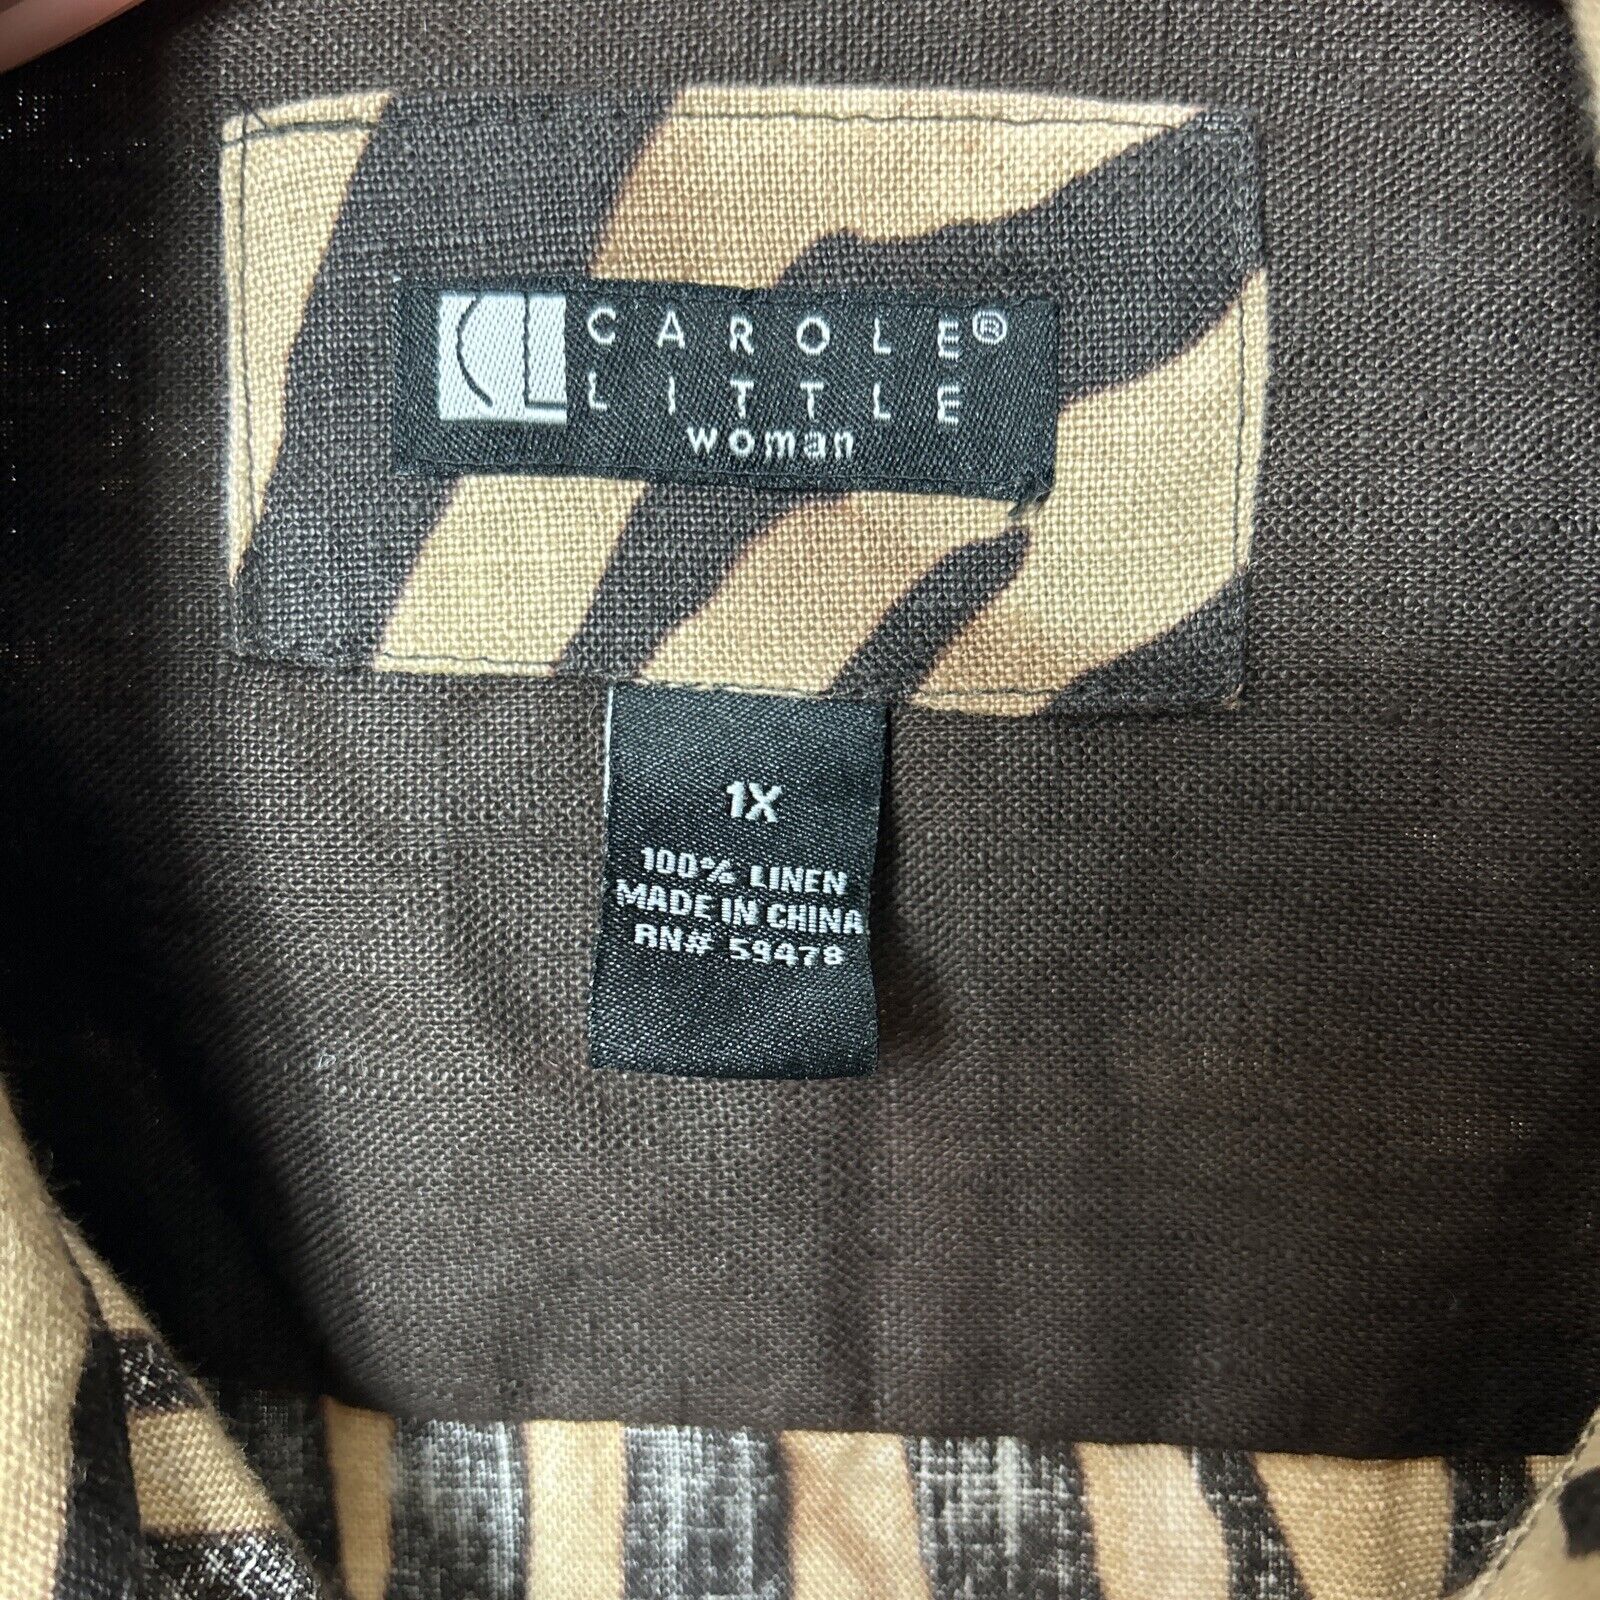 CL CAROLE®
LITTLE
woman
1X
100% LINEN
MADE IN CHINA
RN# 59478